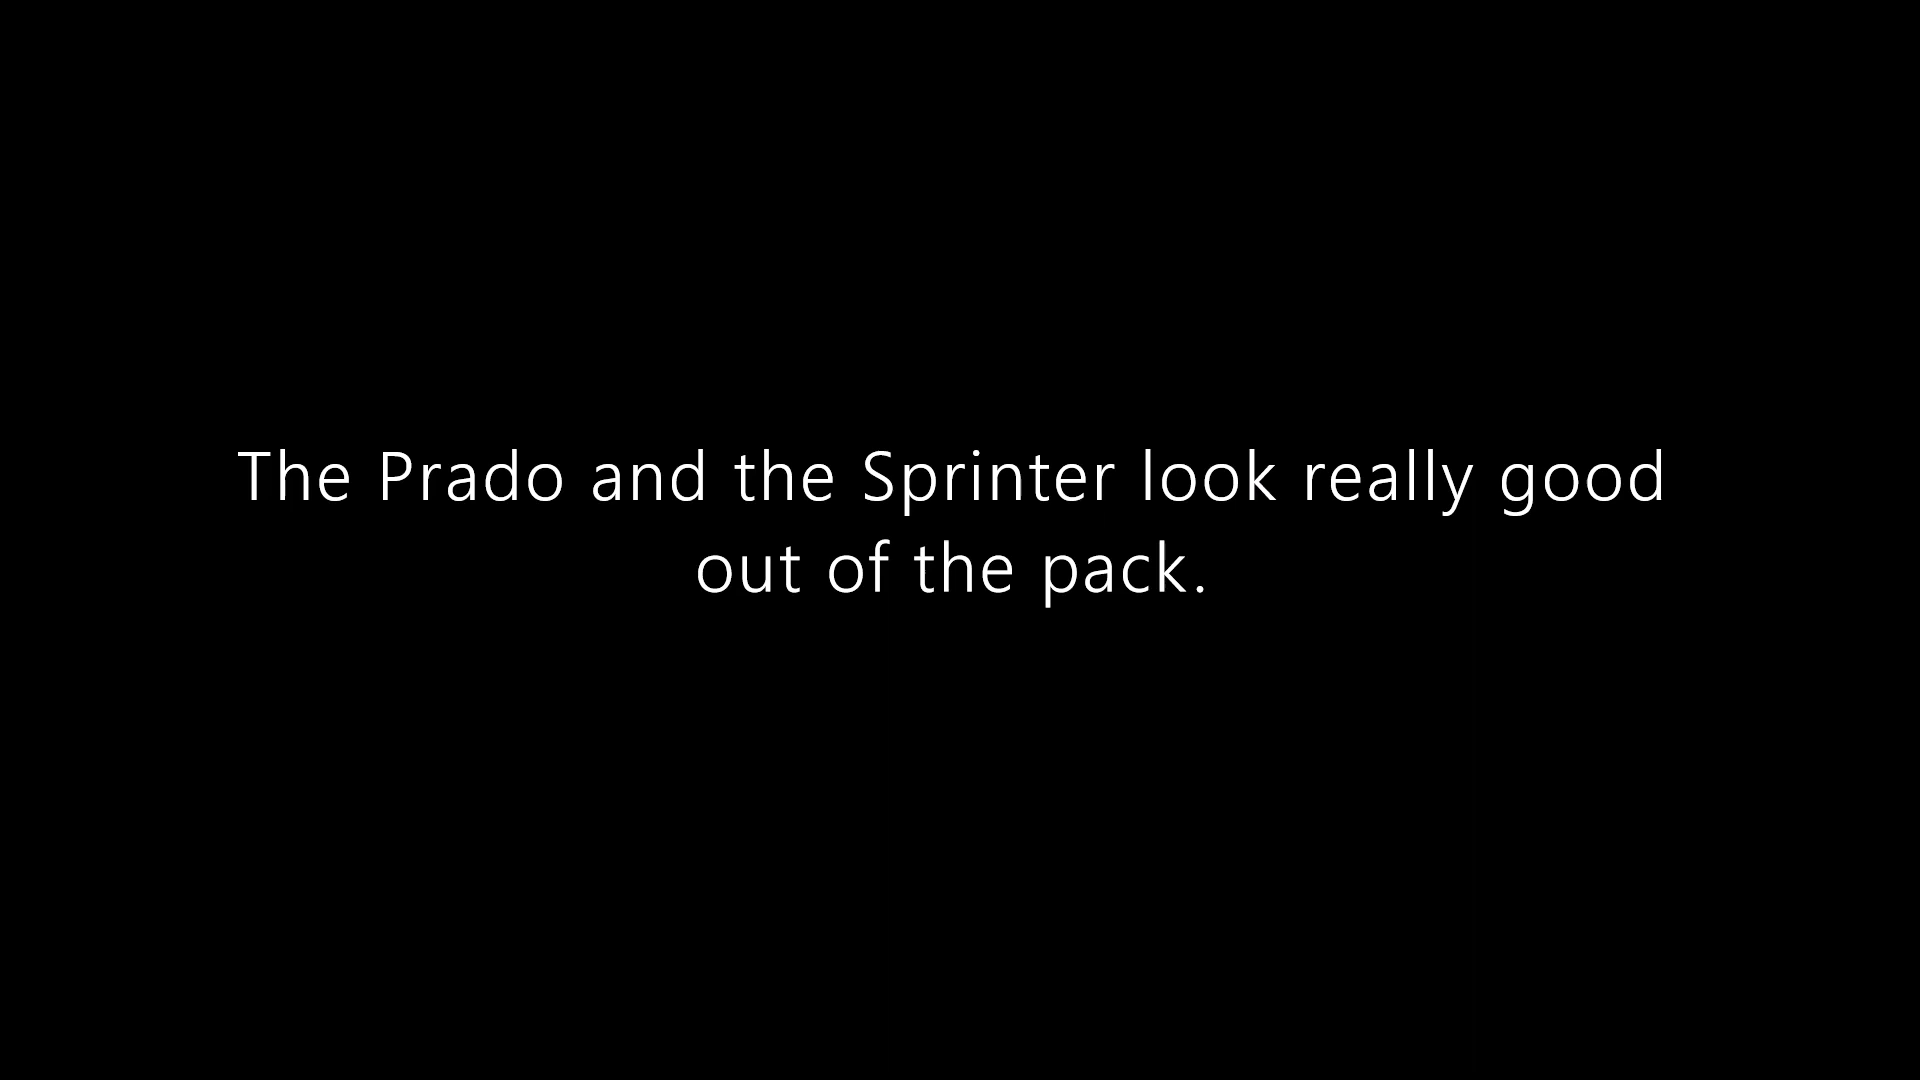 The Prado and the Sprinter look really good
out of the pack.